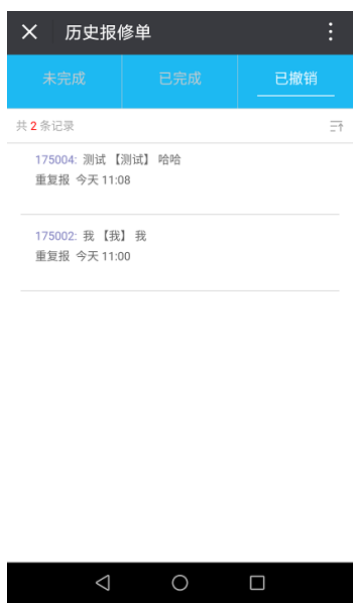 历史报修单
未完成 已完成 已撤销
共 2 条记录
175004: 测试 【测试】 哈哈
重复报 今天 11:08
175002: 我 【我】 我
重复报 今天 11:00